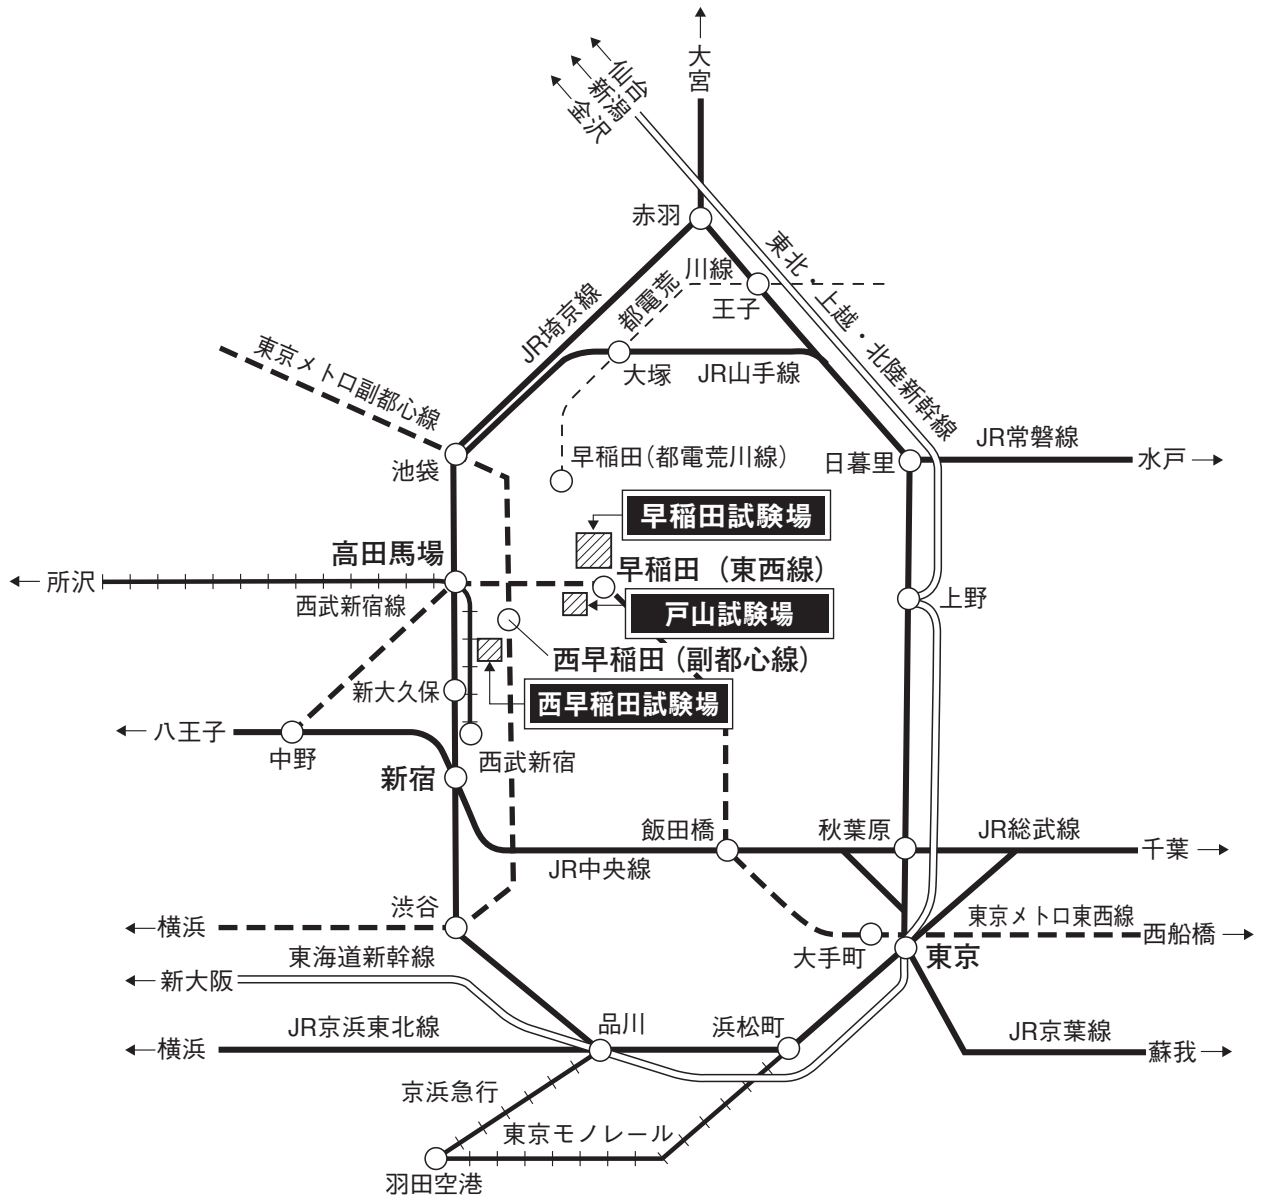 大宮
仙台
新潟
金沢
赤羽
東北・上越・北陸新幹線
都電荒川線
王子
JR埼京線
大塚
JR山手線
東京メトロ副都心線
JR常磐線
池袋
早稲田(都電荒川線)
日暮里
水戸
早稲田試験場
高田馬場
早稲田(東西線)
所沢
西武新宿線
戸山試験場
上野
西早稲田(副都心線)
新大久保
西早稲田試験場
八王子
中野
西武新宿
新宿
飯田橋
秋葉原
JR総武線
千葉
JR中央線
渋谷
東京メトロ東西線
横浜
西船橋
大手町
東京
東海道新幹線
新大阪
JR京浜東北線
品川
浜松町
JR京葉線
横浜
蘇我
京浜急行
東京モノレール
羽田空港